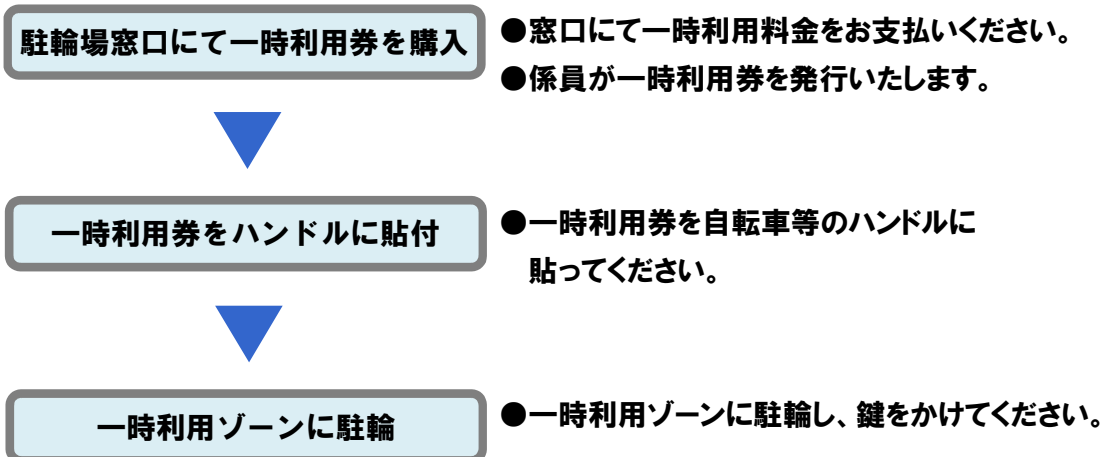 駐輪場窓口にて一時利用券を購入
●窓口にて一時利用料金をお支払いください。
●係員が一時利用券を発行いたします。
一時利用券をハンドルに貼付
●一時利用券を自転車等のハンドルに
貼ってください。
一時利用ゾーンに駐輪
●一時利用ゾーンに駐輪し、鍵をかけてください。